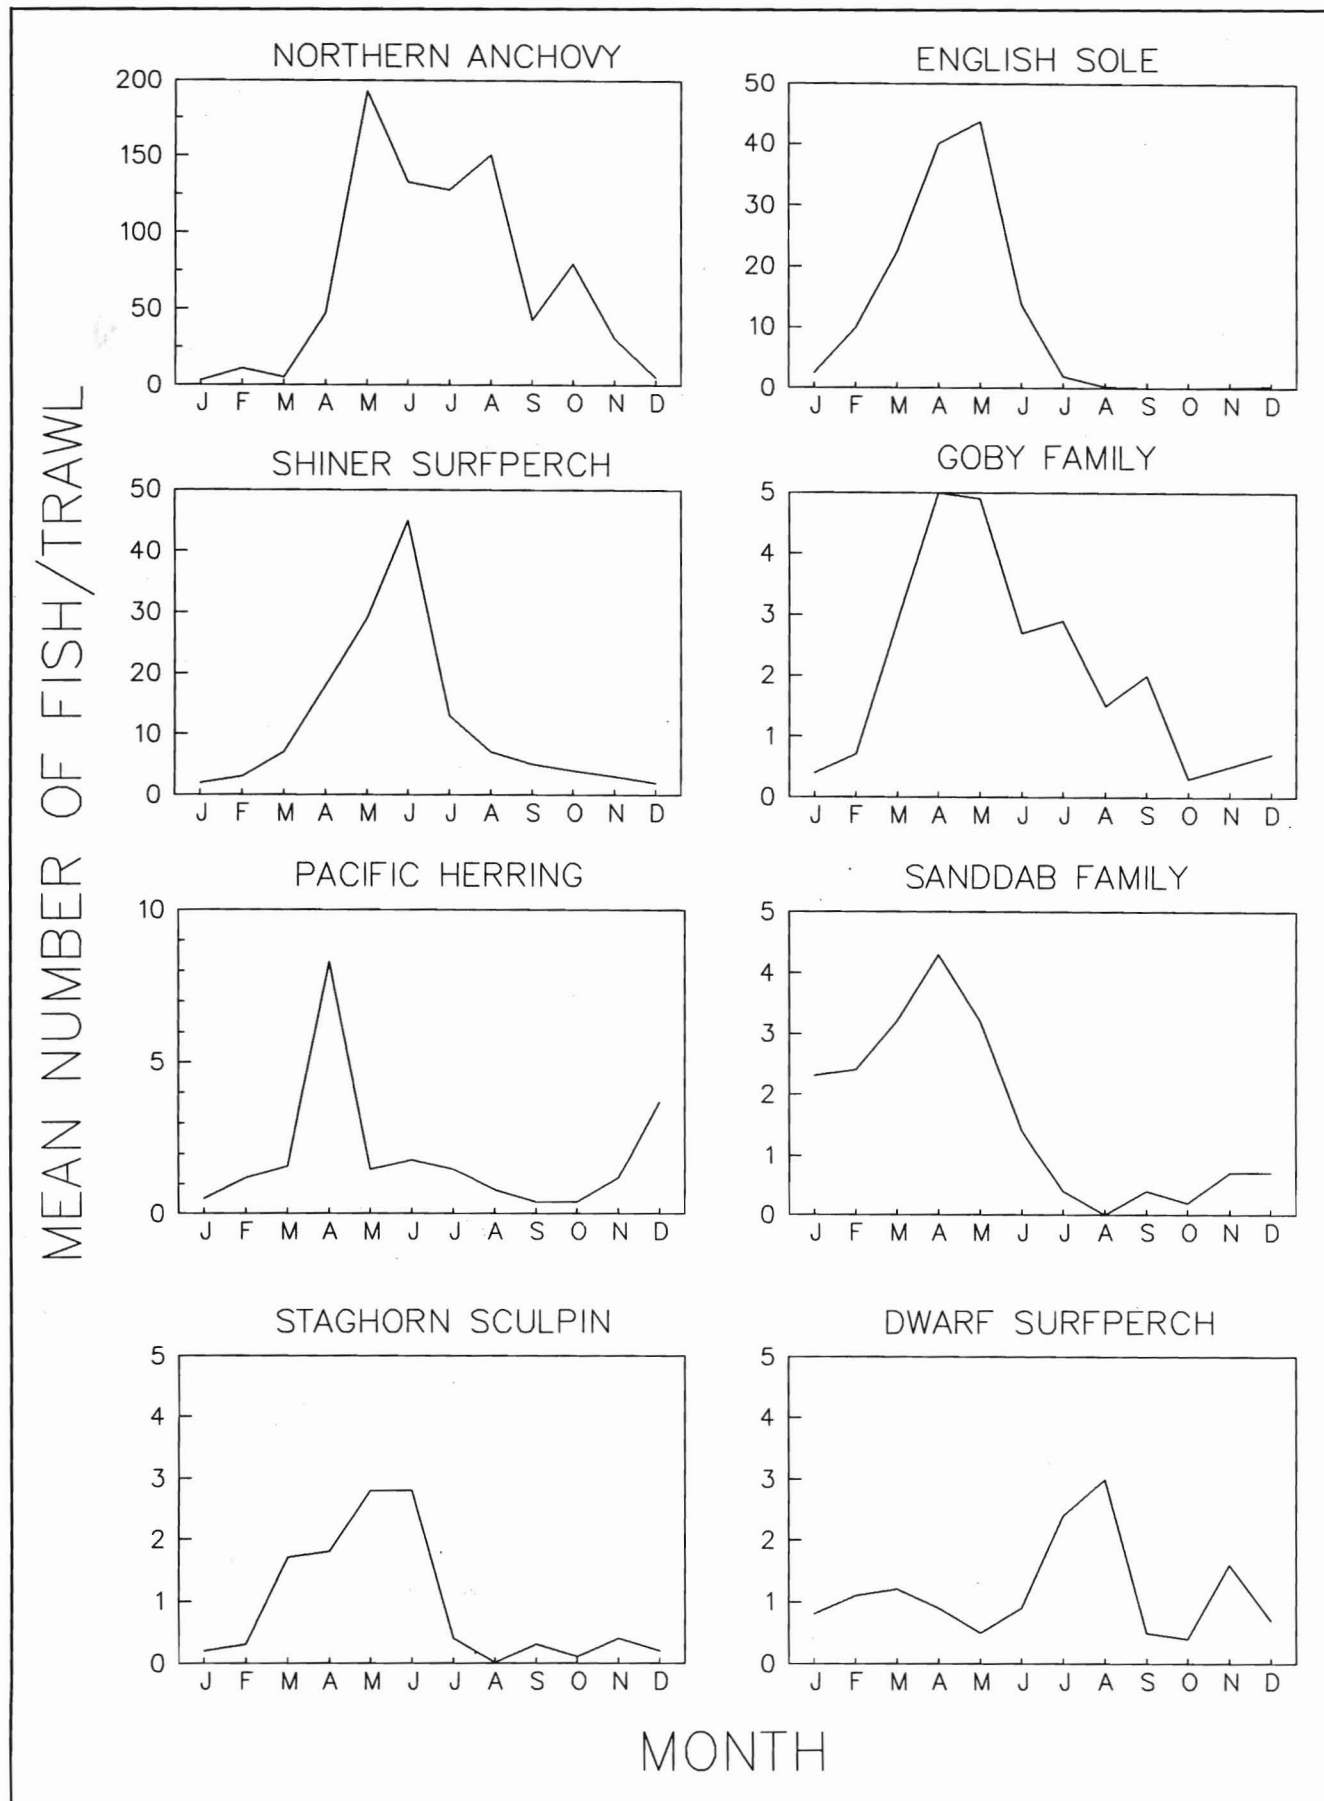 MEAN NUMBER OF FISH/TRAWL
NORTHERN ANCHOVY
200
150
100
50
0
J F M A M J J A S O N D
ENGLISH SOLE
50
40
30
20
10
0
J F M A M J J A S O N D
SHINER SURFPERCH
50
40
30
20
10
0
J F M A M J J A S O N D
GOBY FAMILY
5
4
3
2
1
0
J F M A M J J A S O N D
PACIFIC HERRING
10
5
0
J F M A M J J A S O N D
SANDDAB FAMILY
5
4
3
2
1
0
J F M A M J J A S O N D
STAGHORN SCULPIN
5
4
3
2
1
0
J F M A M J J A S O N D
DWARF SURFPERCH
5
4
3
2
1
0
J F M A M J J A S O N D
MONTH